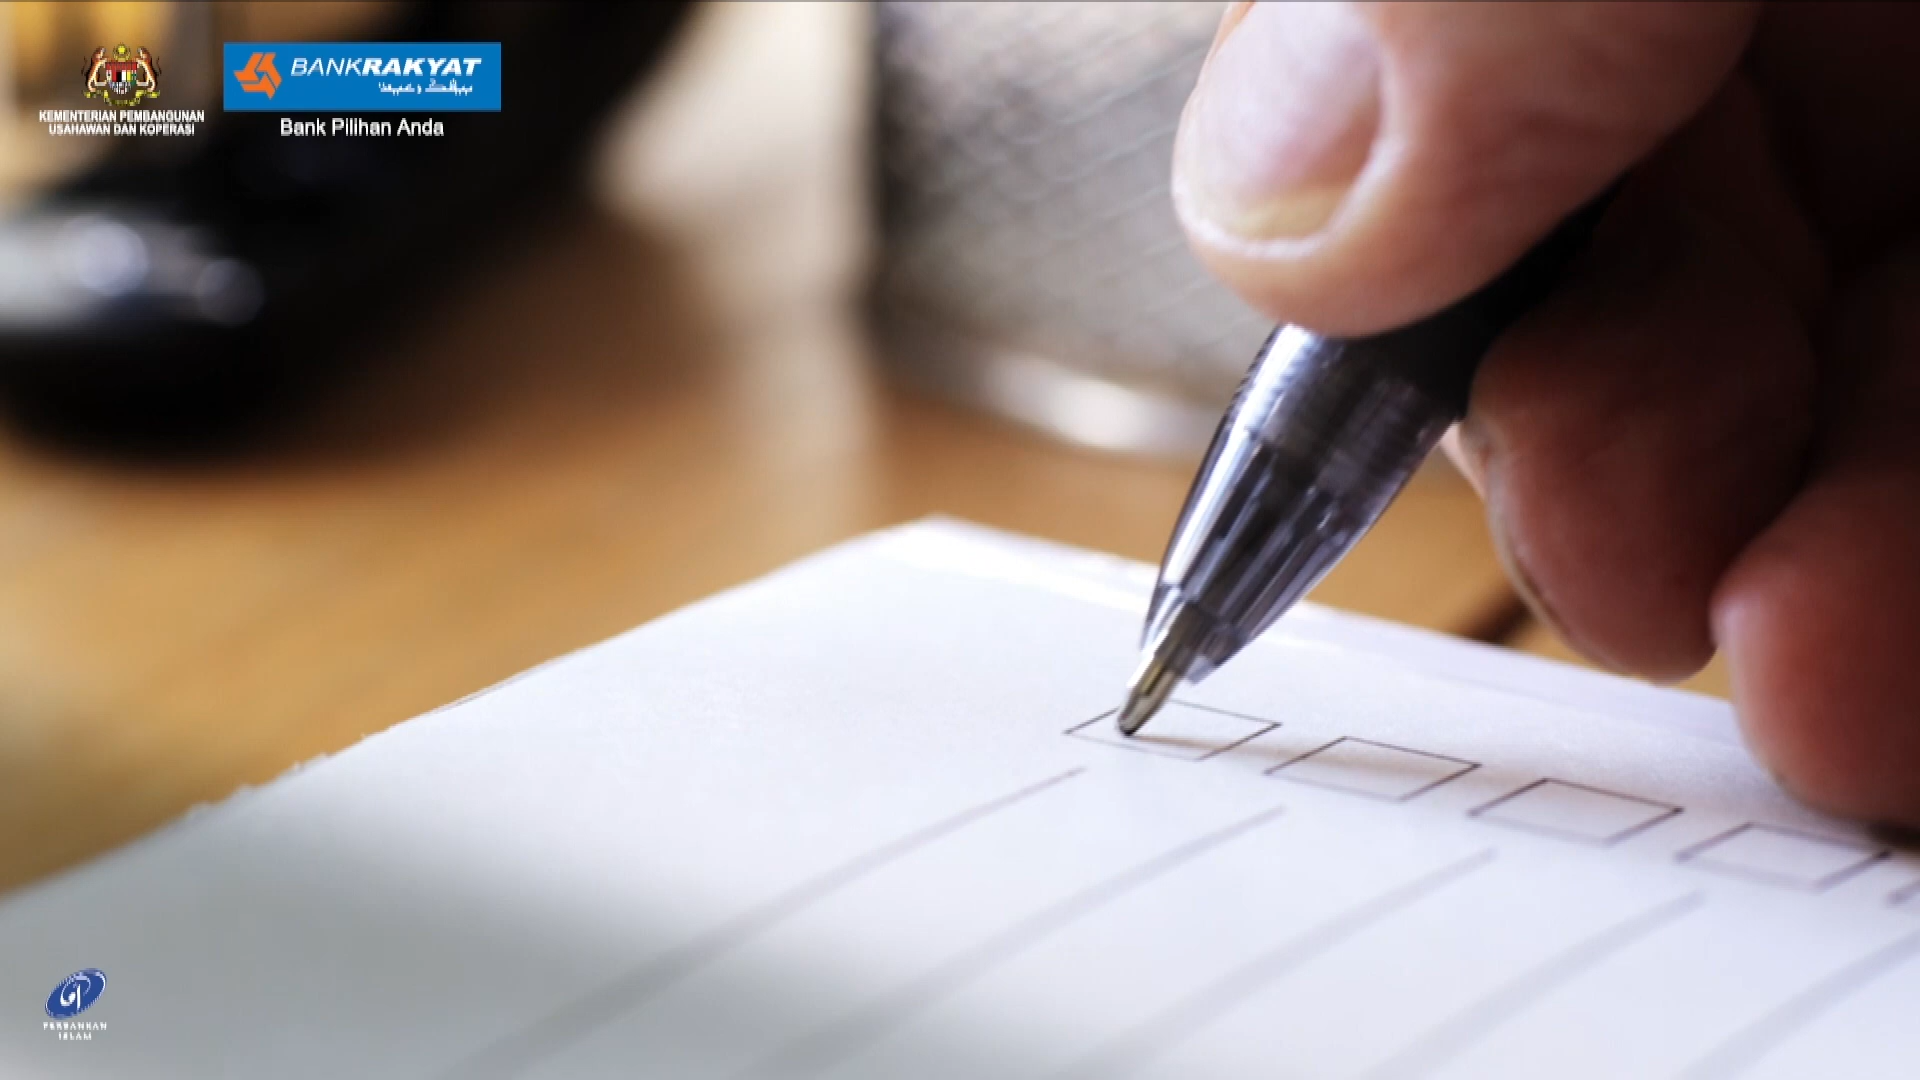 KEMENTERIAN PEMBANGUNAN
USAHAWAN DAN KOPERASI
BANKRAKYAT
Bank Pilihan Anda
PERBANKAN
ISLAM